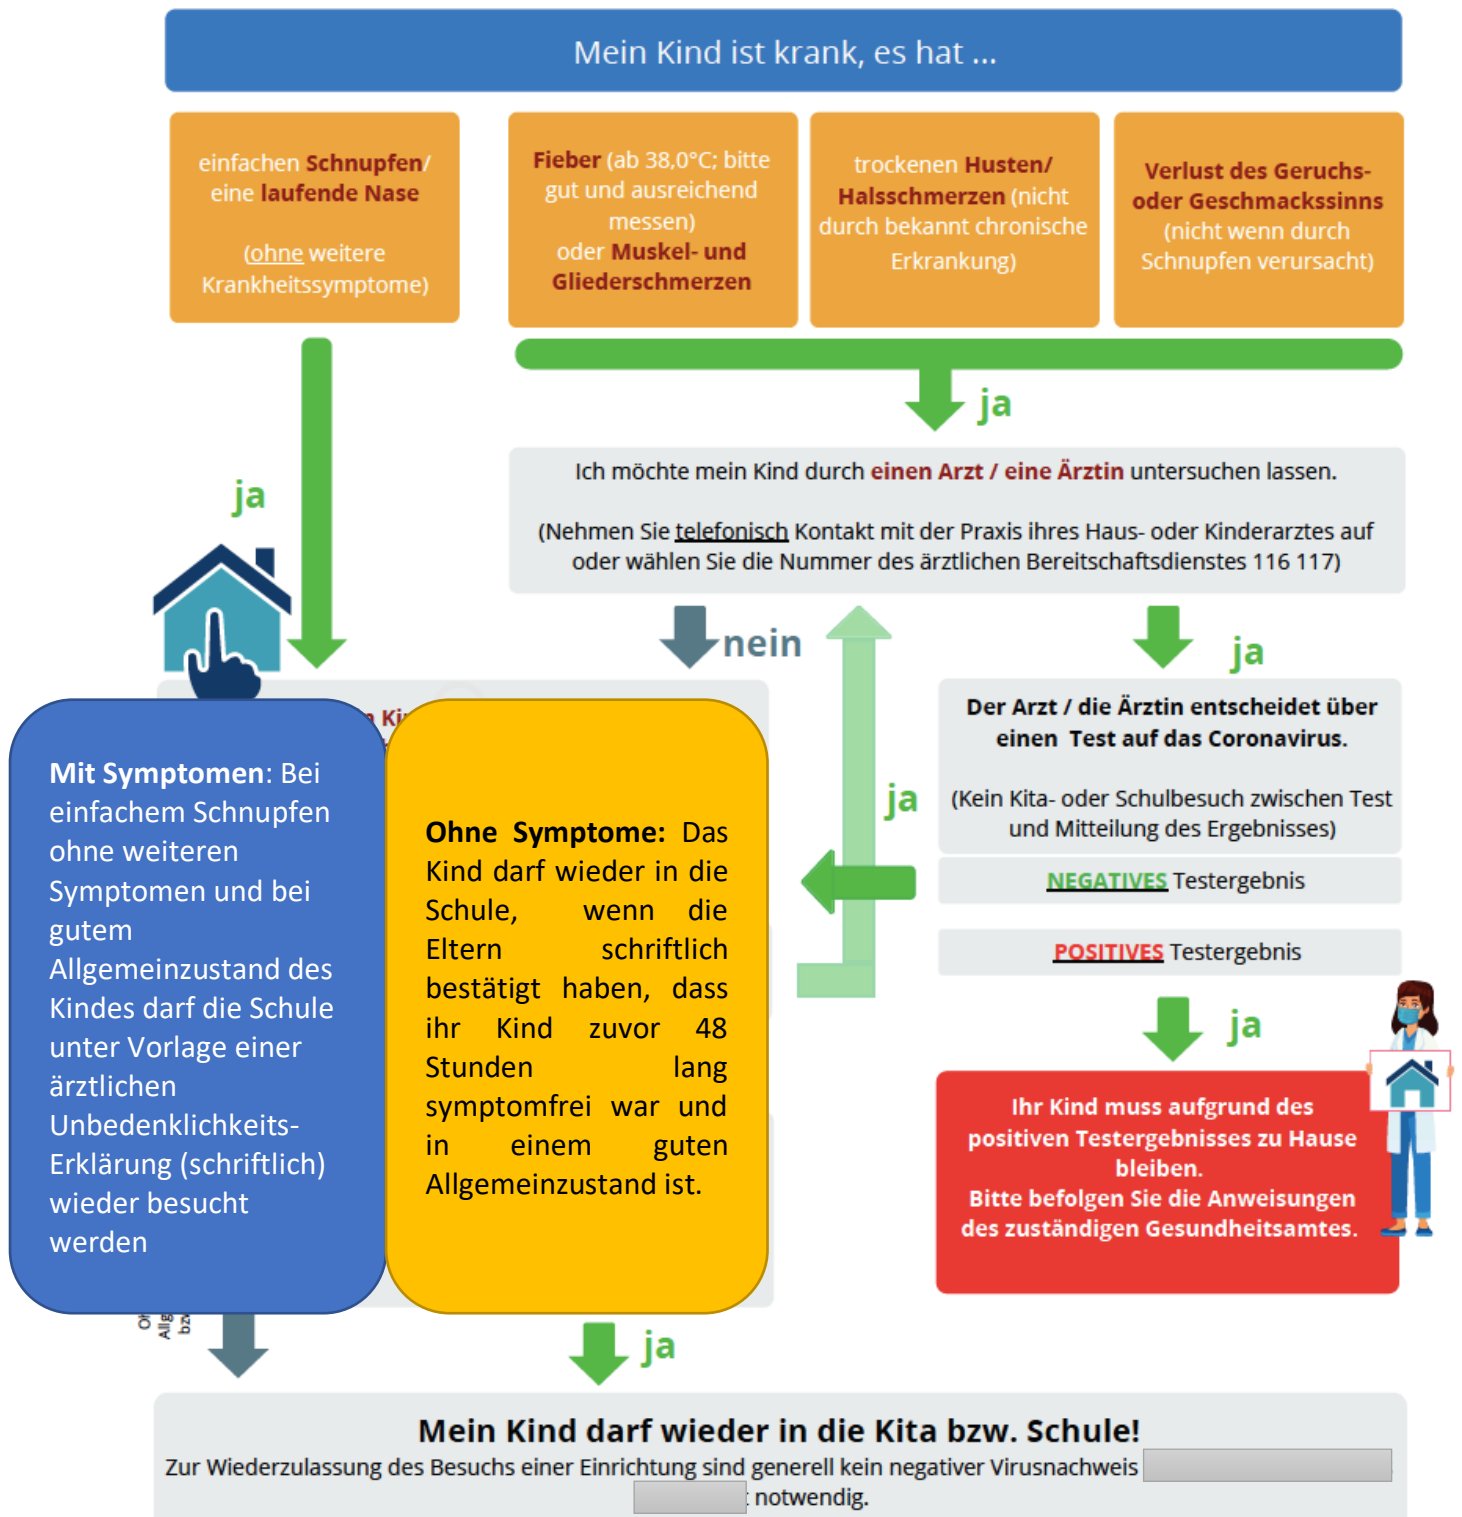 Mein Kind ist krank, es hat ...
einfachen Schnupfen/
eine laufende Nase
(ohne weitere
Krankheitssymptome)
Fieber (ab 38,0°C; bitte
gut und ausreichend
messen)
oder Muskel- und
Gliederschmerzen
trockenen Husten/
Halsschmerzen (nicht
durch bekannt chronische
Erkrankung)
Verlust des Geruchs-
oder Geschmackssinns
(nicht wenn durch
Schnupfen verursacht)
ja
ja
Ich möchte mein Kind durch einen Arzt / eine Ärztin untersuchen lassen.
(Nehmen Sie telefonisch Kontakt mit der Praxis ihres Haus- oder Kinderarztes auf
oder wählen Sie die Nummer des ärztlichen Bereitschaftsdienstes 116 117)
nein
ja
Der Arzt / die Ärztin entscheidet über
einen Test auf das Coronavirus.
(Kein Kita- oder Schulbesuch zwischen Test
und Mitteilung des Ergebnisses)
ja
NEGATIVES Testergebnis
POSITIVES Testergebnis
ja
Ihr Kind muss aufgrund des
positiven Testergebnisses zu Hause
bleiben.
Bitte befolgen Sie die Anweisungen
des zuständigen Gesundheitsamtes.
Mit Symptomen: Bei
einfachem Schnupfen
ohne weiteren
Symptomen und bei
gutem
Allgemeinzustand des
Kindes darf die Schule
unter Vorlage einer
ärztlichen
Unbedenklichkeits-
Erklärung (schriftlich)
wieder besucht
werden
Ohne Symptome: Das
Kind darf wieder in die
Schule, wenn die
Eltern schriftlich
bestätigt haben, dass
ihr Kind zuvor 48
Stunden lang
symptomfrei war und
in einem guten
Allgemeinzustand ist.
ja
Mein Kind darf wieder in die Kita bzw. Schule!
Zur Wiederzulassung des Besuchs einer Einrichtung sind generell kein negativer Virusnachweis
notwendig.